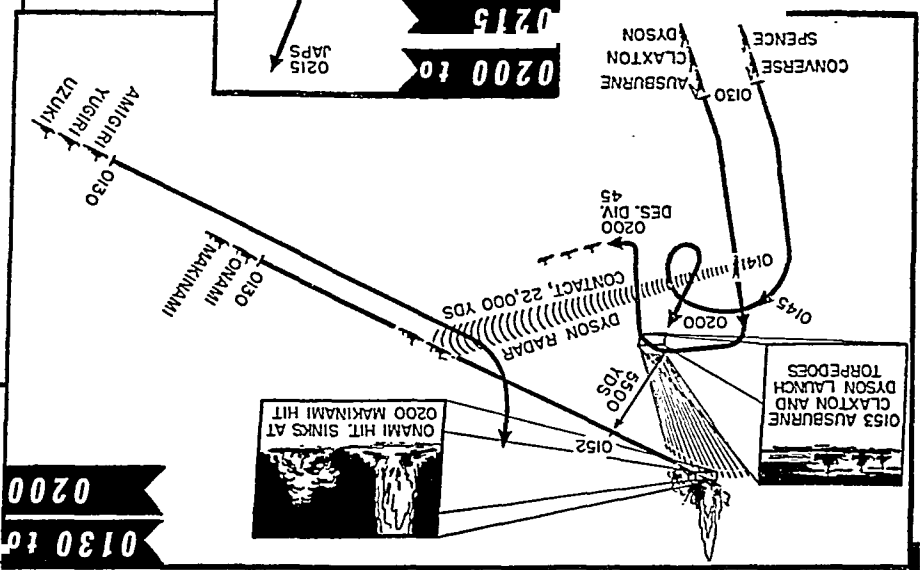 0130 to
0200
0153 AUSBURNE
CLAXTON AND
DYSON LAUNCH
TORPEDOES
ONAMI HIT. SINKS AT
0200 MAKINAMI HIT
0152
5500
YDS
0145
0200
0141
DYSON RADAR
CONTACT, 22,000 YDS
0200
DES. DIV.
45
0130
ONAMI
MAKINAMI
0130
AMIGIRI
YUGIRI
UZUKI
0130
CONVERSE
SPENCE
AUSBURNE
CLAXTON
DYSON
0200 to
0215
0215
JAPS